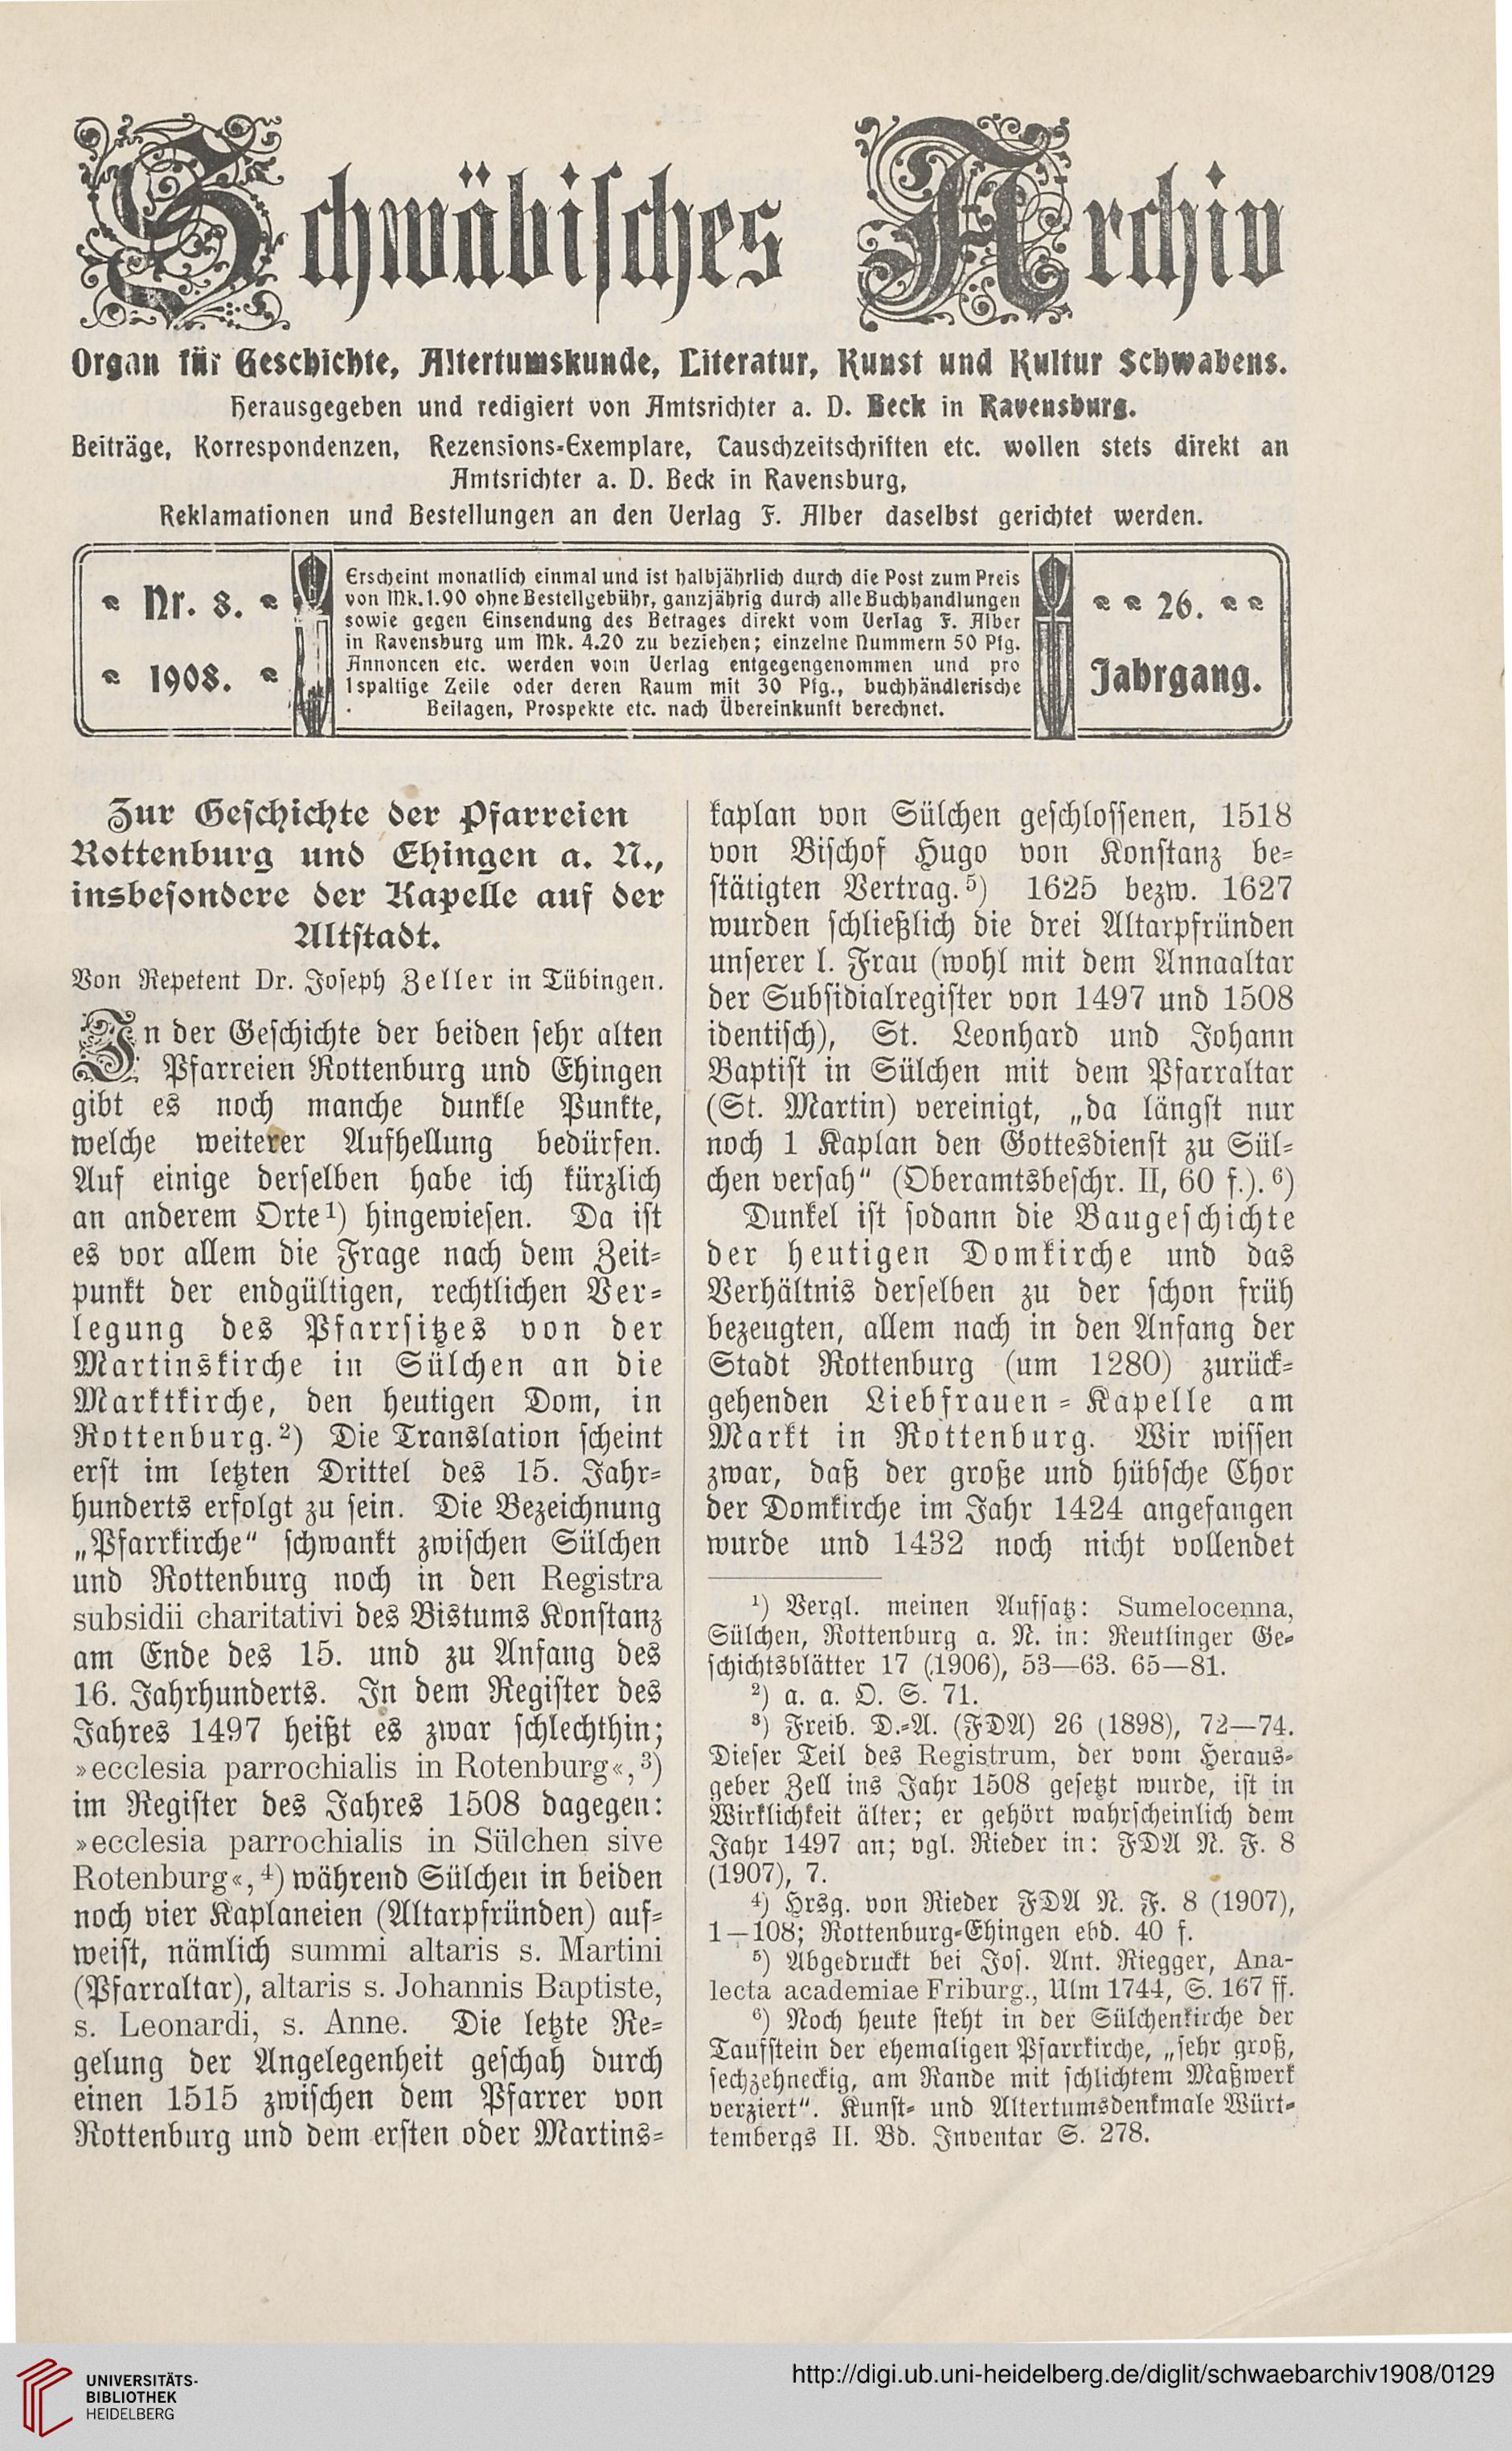 Schwäbisches Archiv
Organ für Geschichte, Altertumskunde, Literatur, Kunst und Kultur Schwabens.
Herausgegeben und redigiert von Amtsrichter a. D. Beck in Ravensburg.
Beiträge, Korrespondenzen, Rezensions-Exemplare, Tauschzeitschriften etc. wollen stets direkt an
Amtsrichter a. D. Beck in Ravensburg,
Reklamationen und Bestellungen an den Verlag F. Alber daselbst gerichtet werden.
Nr. 8.
1908.
Erscheint monatlich einmal und ist halbjährlich durch die Post zum Preis
von Mk. 1.90 ohne Bestellgebühr, ganzjährig durch alle Buchhandlungen
sowie gegen Einsendung des Betrages direkt vom Verlag F. Alber
in Ravensburg um Mk. 4.20 zu beziehen; einzelne Nummern 50 Pfg.
Annoncen etc. werden vom Verlag entgegengenommen und pro
1spaltige Zeile oder deren Raum mit 30 Pfg., buchhändlerische
Beilagen, Prospekte etc. nach Übereinkunft berechnet.
26.
Jahrgang.
Zur Geschichte der Pfarreien
Rottenburg und Ehingen a. N.,
insbesondere der Kapelle auf der
Altstadt.
Von Repetent Dr. Joseph Zeller in Tübingen.
In der Geschichte der beiden sehr alten
Pfarreien Rottenburg und Ehingen
gibt es noch manche dunkle Punkte,
welche weiterer Aufhellung bedürfen.
Auf einige derselben habe ich kürzlich
an anderem Orte¹) hingewiesen. Da ist
es vor allem die Frage nach dem Zeit-
punkt der endgültigen, rechtlichen Ver-
legung des Pfarrsitzes von der
Martinskirche in Sülchen an die
Marktkirche, den heutigen Dom, in
Rottenburg.²) Die Translation scheint
erst im letzten Drittel des 15. Jahr-
hunderts erfolgt zu sein. Die Bezeichnung
„Pfarrkirche“ schwankt zwischen Sülchen
und Rottenburg noch in den Registra
subsidii charitativi des Bistums Konstanz
am Ende des 15. und zu Anfang des
16. Jahrhunderts. In dem Register des
Jahres 1497 heißt es zwar schlechthin;
»ecclesia parrochialis in Rotenburg«,³)
im Register des Jahres 1508 dagegen:
»ecclesia parrochialis in Sülchen sive
Rotenburg«,⁴) während Sülchen in beiden
noch vier Kaplaneien (Altarpfründen) auf-
weist, nämlich summi altaris s. Martini
(Pfarraltar), altaris s. Johannis Baptiste,
s. Leonardi, s. Anne. Die letzte Re-
gelung der Angelegenheit geschah durch
einen 1515 zwischen dem Pfarrer von
Rottenburg und dem ersten oder Martins-
kaplan von Sülchen geschlossenen, 1518
von Bischof Hugo von Konstanz be-
stätigten Vertrag.⁵) 1625 bezw. 1627
wurden schließlich die drei Altarpfründen
unserer l. Frau (wohl mit dem Annaaltar
der Subsidialregister von 1497 und 1508
identisch), St. Leonhard und Johann
Baptist in Sülchen mit dem Pfarraltar
(St. Martin) vereinigt, „da längst nur
noch 1 Kaplan den Gottesdienst zu Sül-
chen versah“ (Oberamtsbeschr. II, 60 f.).⁶)
Dunkel ist sodann die Baugeschichte
der heutigen Domkirche und das
Verhältnis derselben zu der schon früh
bezeugten, allem nach in den Anfang der
Stadt Rottenburg (um 1280) zurück-
gehenden Liebfrauen-Kapelle am
Markt in Rottenburg. Wir wissen
zwar, daß der große und hübsche Chor
der Domkirche im Jahr 1424 angefangen
wurde und 1432 noch nicht vollendet
¹) Vergl. meinen Aufsatz: Sumelocenna,
Sülchen, Rottenburg a. N. in: Reutlinger Ge-
schichtsblätter 17 (1906), 53—63. 65—81.
²) a. a. O. S. 71.
³) Freib. D.-A. (FDA) 26 (1898), 72—74.
Dieser Teil des Registrum, der vom Heraus-
geber Zell ins Jahr 1508 gesetzt wurde, ist in
Wirklichkeit älter; er gehört wahrscheinlich dem
Jahr 1497 an; vgl. Rieder in: FDA N. F. 8
(1907), 7.
⁴) Hrsg. von Rieder FDA N. F. 8 (1907),
1—108; Rottenburg-Ehingen ebd. 40 f.
⁵) Abgedruckt bei Jos. Ant. Riegger, Ana-
lecta academiae Friburg., Ulm 1744, S. 167 ff.
⁶) Noch heute steht in der Sülchenkirche der
Taufstein der ehemaligen Pfarrkirche, „sehr groß,
sechzehneckig, am Rande mit schlichtem Maßwerk
verziert“. Kunst- und Altertumsdenkmale Würt-
tembergs II. Bd. Inventar S. 278.
UNIVERSITÄTS-
BIBLIOTHEK
HEIDELBERG
http://digi.ub.uni-heidelberg.de/diglit/schwaebarchiv1908/0129